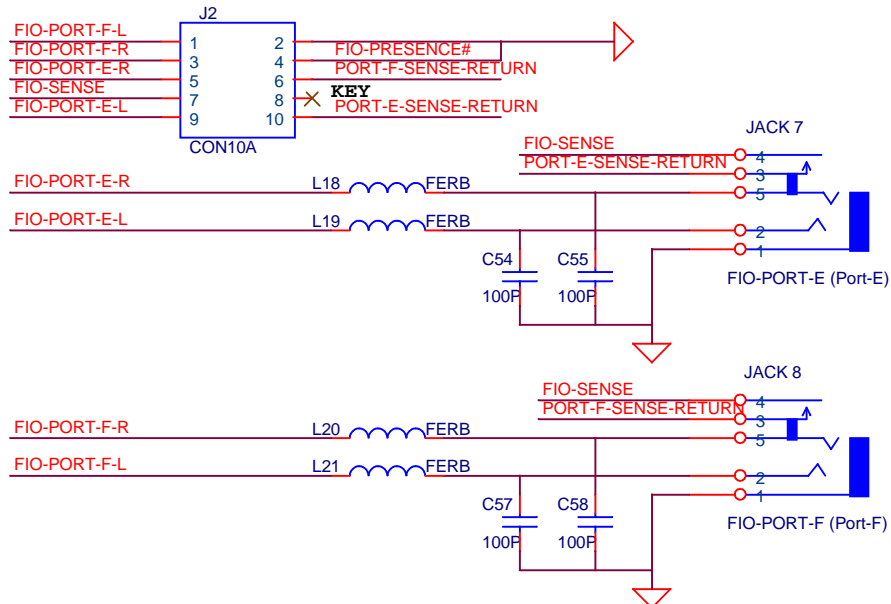 J2
FIO-PORT-F-L
1 2
FIO-PORT-F-R
3 4 FIO-PRESENCE#
FIO-PORT-E-R
5 6 PORT-F-SENSE-RETURN
FIO-SENSE
7 8 KEY
FIO-PORT-E-L
9 10 PORT-E-SENSE-RETURN
CON10A
JACK 7
FIO-SENSE
4
PORT-E-SENSE-RETURN
3
FIO-PORT-E-R L18 FERB
5
FIO-PORT-E-L L19 FERB
2
1
C54 C55
100P 100P
FIO-PORT-E (Port-E)
JACK 8
FIO-SENSE
4
PORT-F-SENSE-RETURN
3
FIO-PORT-F-R L20 FERB
5
FIO-PORT-F-L L21 FERB
2
1
C57 C58
100P 100P
FIO-PORT-F (Port-F)